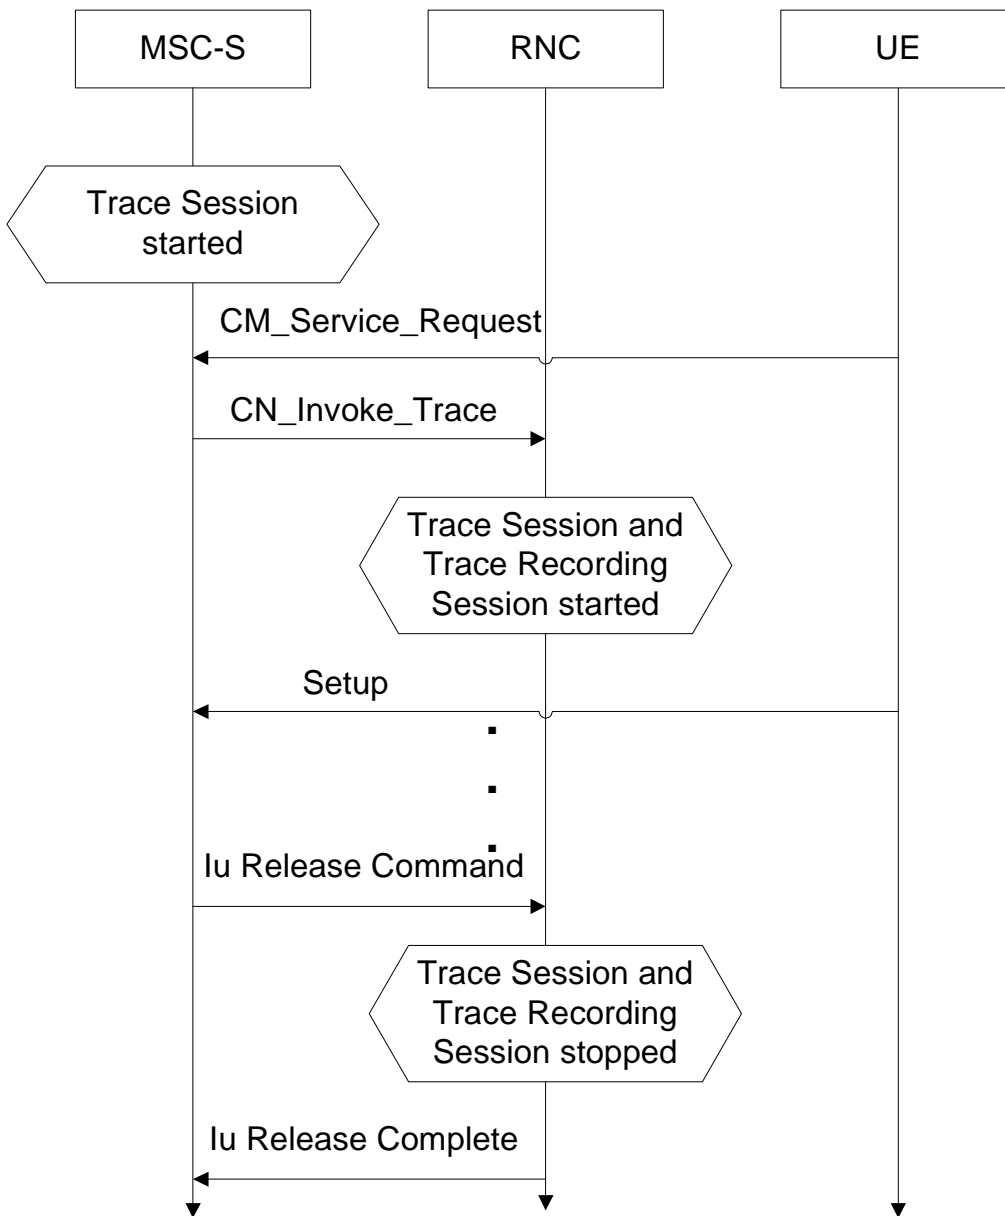 MSC-S
RNC
UE
Trace Session
started
CM_Service_Request
CN_Invoke_Trace
Trace Session and
Trace Recording
Session started
Setup
Iu Release Command
Trace Session and
Trace Recording
Session stopped
Iu Release Complete